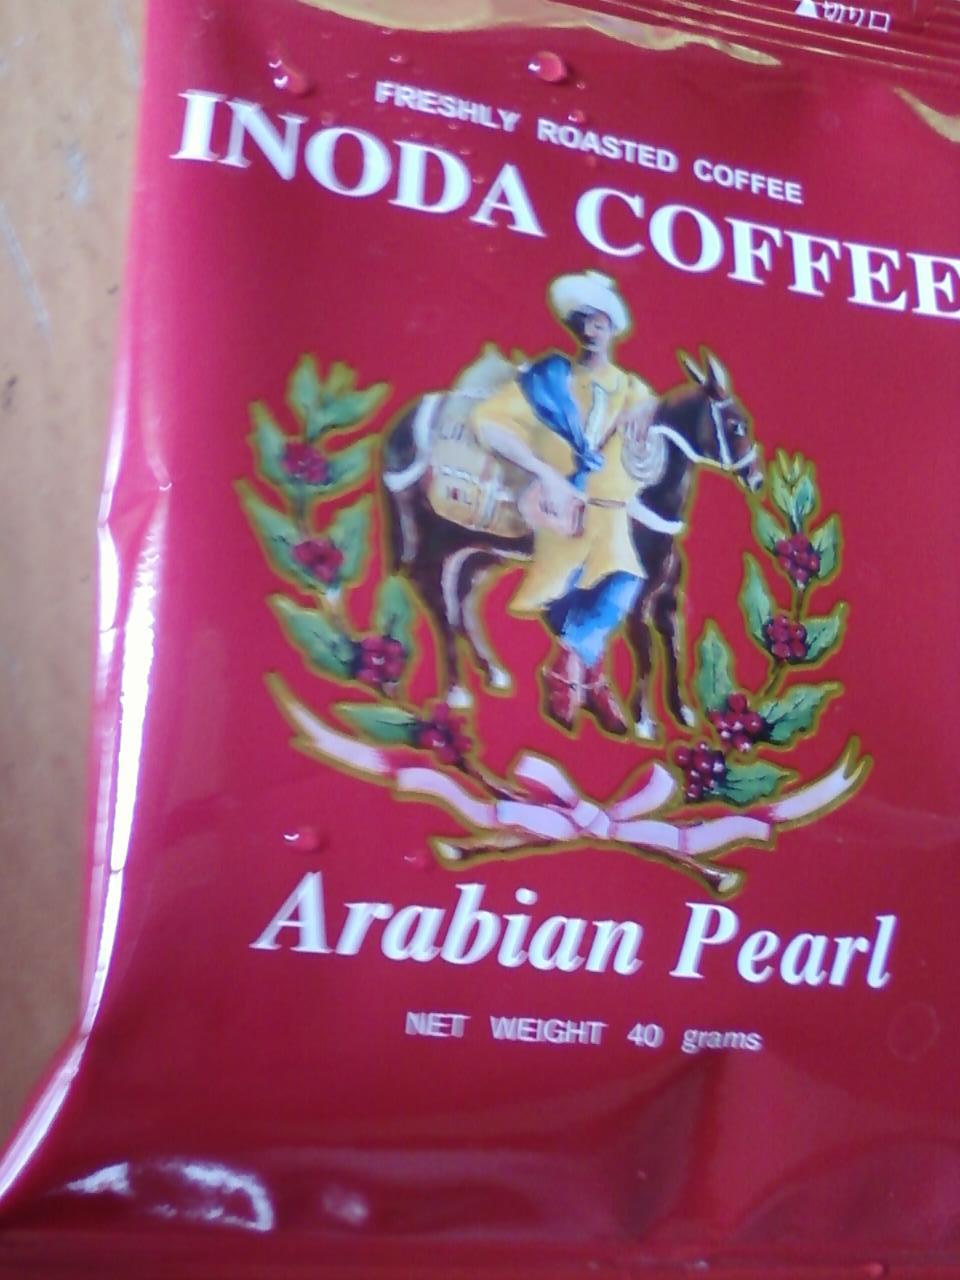 ▲切り口
FRESHLY ROASTED COFFEE
INODA COFFEE
Arabian Pearl
NET WEIGHT 40 grams